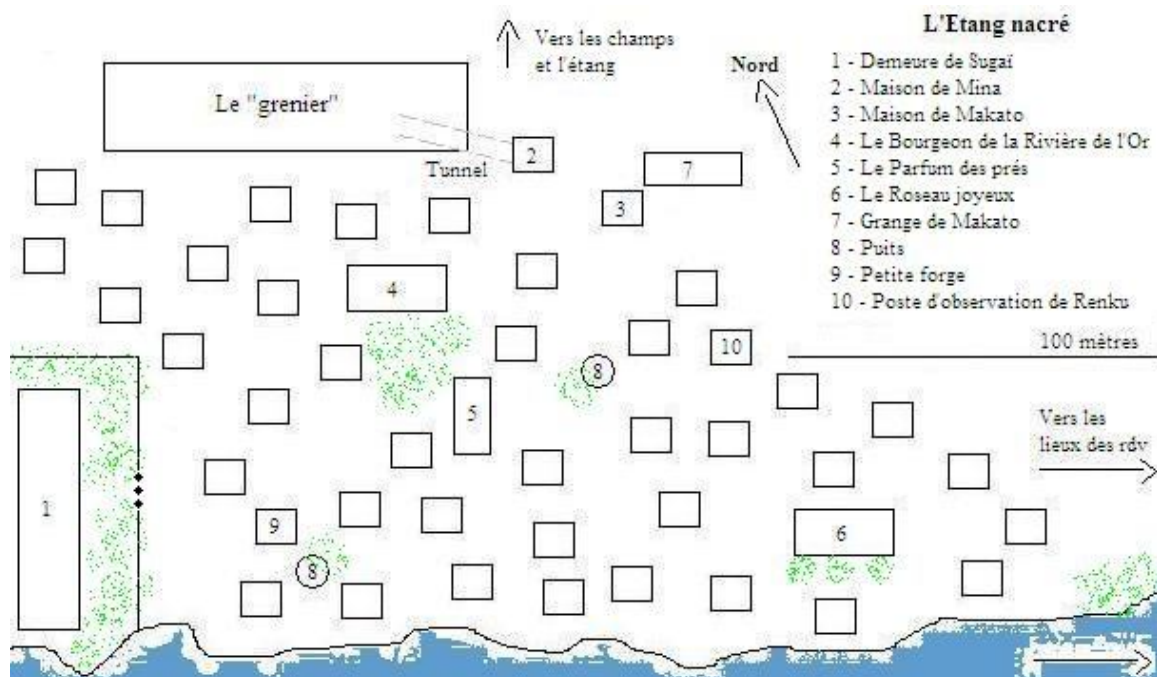 Vers les champs
et l'étang
L'Etang nacré
Nord
1 - Demeure de Sugaï
2 - Maison de Mina
3 - Maison de Makato
4 - Le Bourgeon de la Rivière de l'Or
5 - Le Parfum des prés
6 - Le Roseau joyeux
7 - Grange de Makato
8 - Puits
9 - Petite forge
10 - Poste d'observation de Renku
Le "grenier"
Tunnel
2
7
3
4
10
100 mètres
8
5
Vers les
lieux des rdv
1
9
6
8